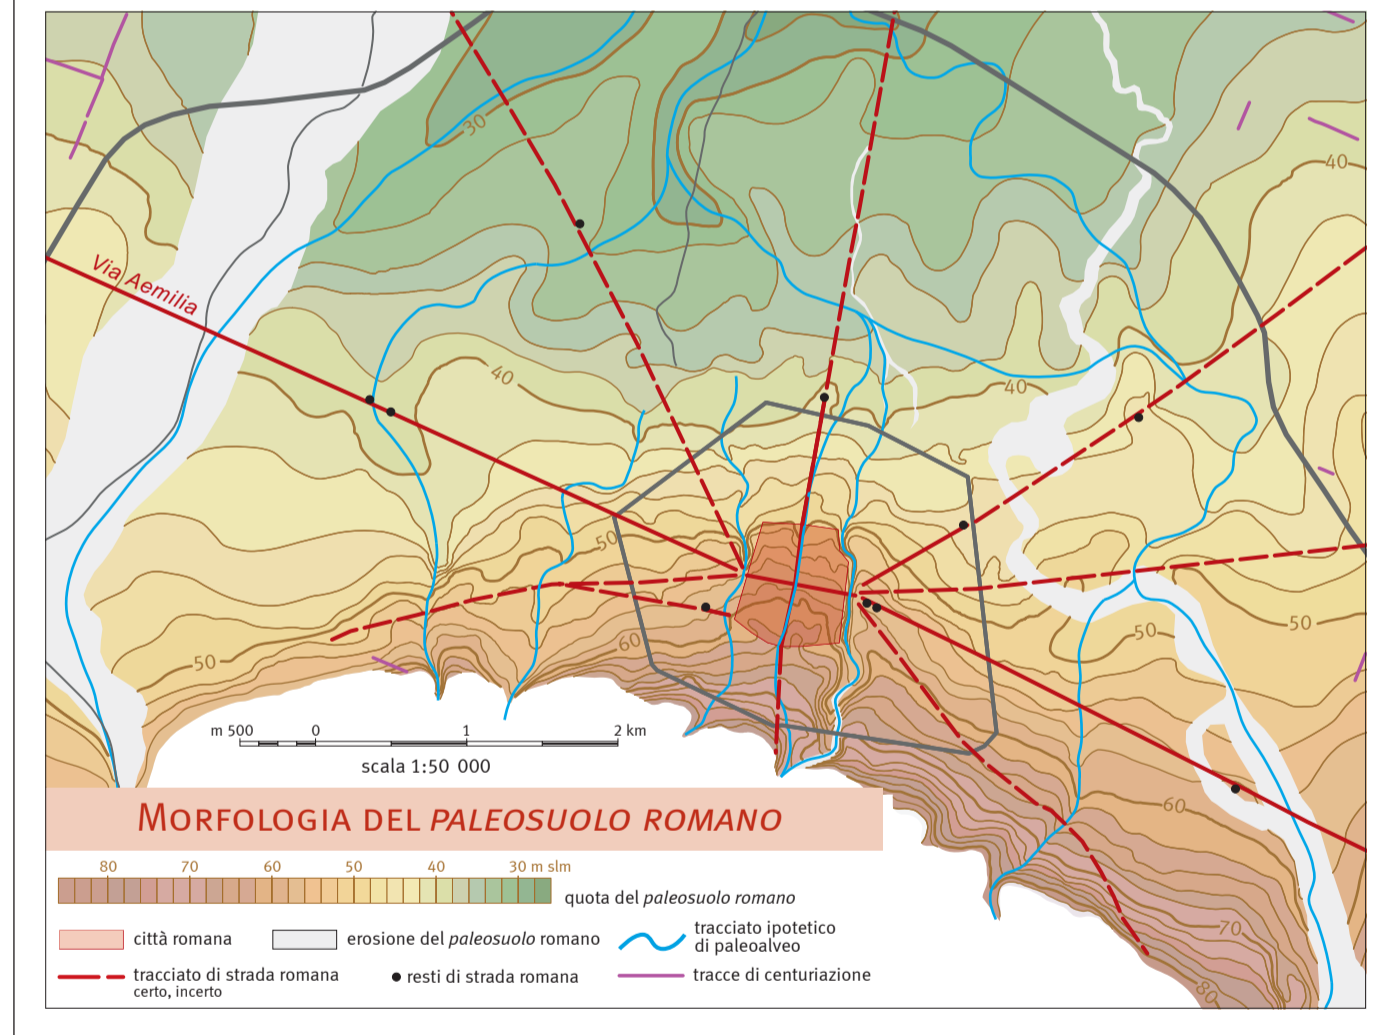 30
40
Via Aemilia
40
40
50
50
60
50
50
60
70
80
m 500 0 1 2 km
scala 1:50 000
MORFOLOGIA DEL PALEOSUOLO ROMANO
80 70 60 50 40 30 m slm
quota del paleosuolo romano
città romana
erosione del paleosuolo romano
tracciato ipotetico
di paleoalveo
tracciato di strada romana
certo, incerto
resti di strada romana
tracce di centuriazione